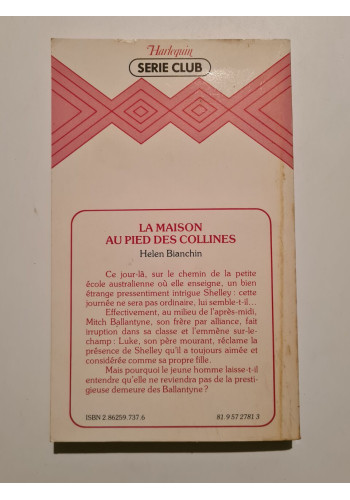 Harlequin
SERIE CLUB
LA MAISON
AU PIED DES COLLINES
Helen Bianchin
Ce jour-là, sur le chemin de la petite
école australienne où elle enseigne, un bien
étrange pressentiment intrigue Shelley : cette
journée ne sera pas ordinaire, lui semble-t-il...
Effectivement, au milieu de l'après-midi,
Mitch Ballantyne, son frère par alliance, fait
irruption dans sa classe et l'emmène sur-le-
champ : Luke, son père mourant, réclame la
présence de Shelley qu'il a toujours aimée et
considérée comme sa propre fille.
Mais pourquoi le jeune homme laisse-t-il
entendre qu'elle ne reviendra pas de la presti-
gieuse demeure des Ballantyne ?
ISBN 2.86259.737.6
81.9 57 2781 3